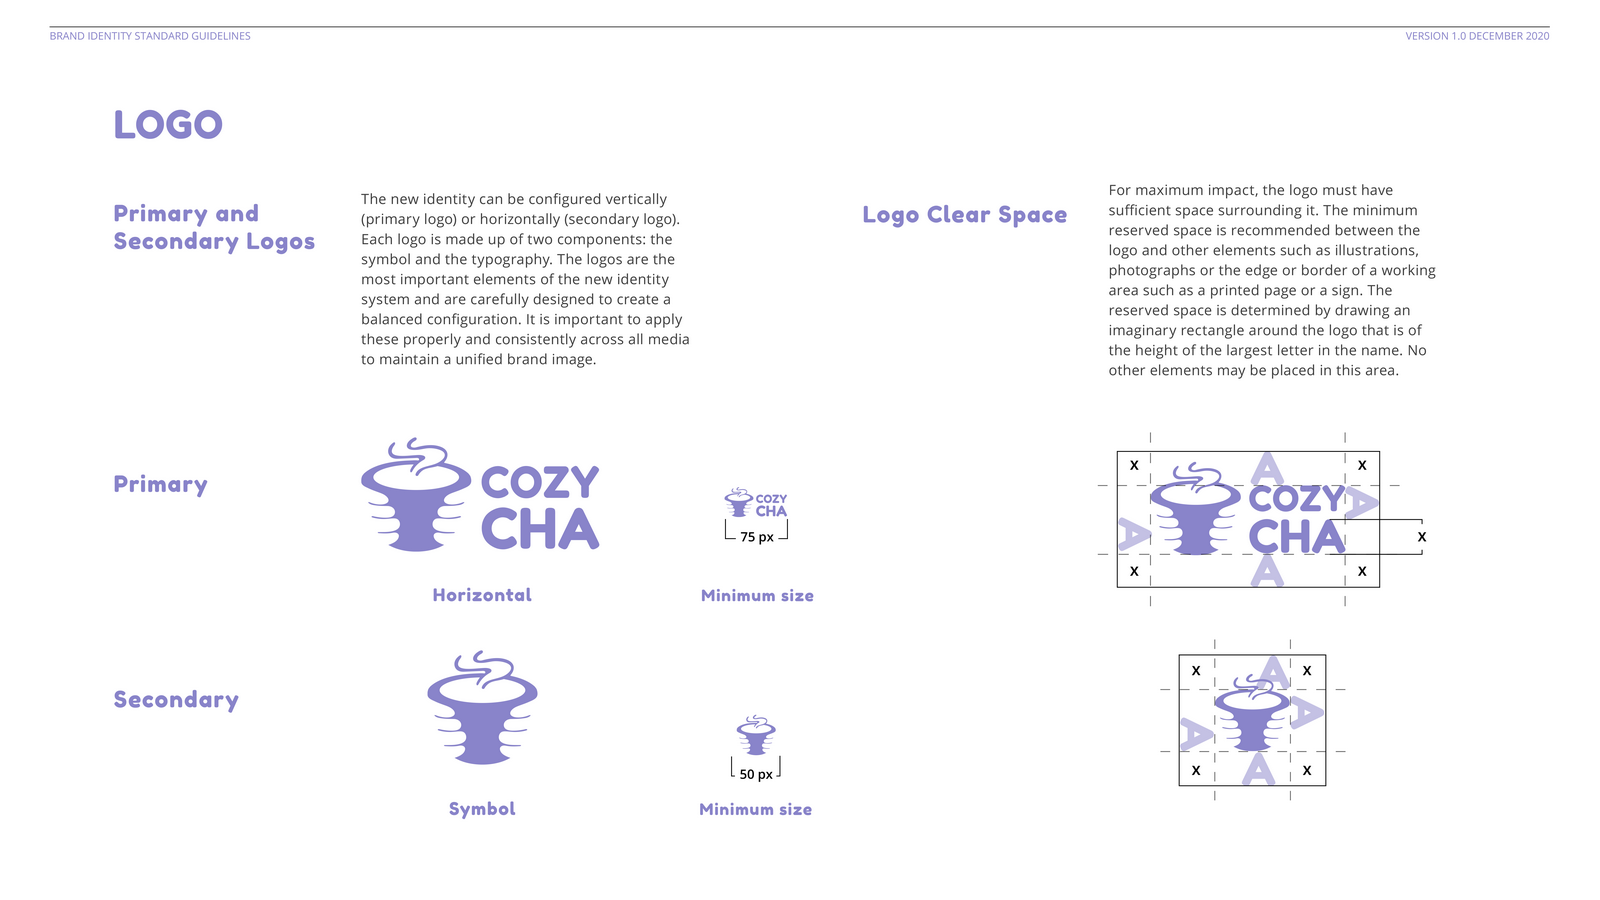 BRAND IDENTITY STANDARD GUIDELINES
VERSION 1.0 DECEMBER 2020
LOGO
Primary and
Secondary Logos
The new identity can be configured vertically
(primary logo) or horizontally (secondary logo).
Each logo is made up of two components: the
symbol and the typography. The logos are the
most important elements of the new identity
system and are carefully designed to create a
balanced configuration. It is important to apply
these properly and consistently across all media
to maintain a unified brand image.
Logo Clear Space
For maximum impact, the logo must have
sufficient space surrounding it. The minimum
reserved space is recommended between the
logo and other elements such as illustrations,
photographs or the edge or border of a working
area such as a printed page or a sign. The
reserved space is determined by drawing an
imaginary rectangle around the logo that is of
the height of the largest letter in the name. No
other elements may be placed in this area.
Primary
COZY
CHA
Horizontal
COZY
CHA
75 px
Minimum size
X
A
X
COZY
A
A
CHA
X
X
A
X
Secondary
Symbol
50 px
Minimum size
X
A
X
A
A
X
A
X